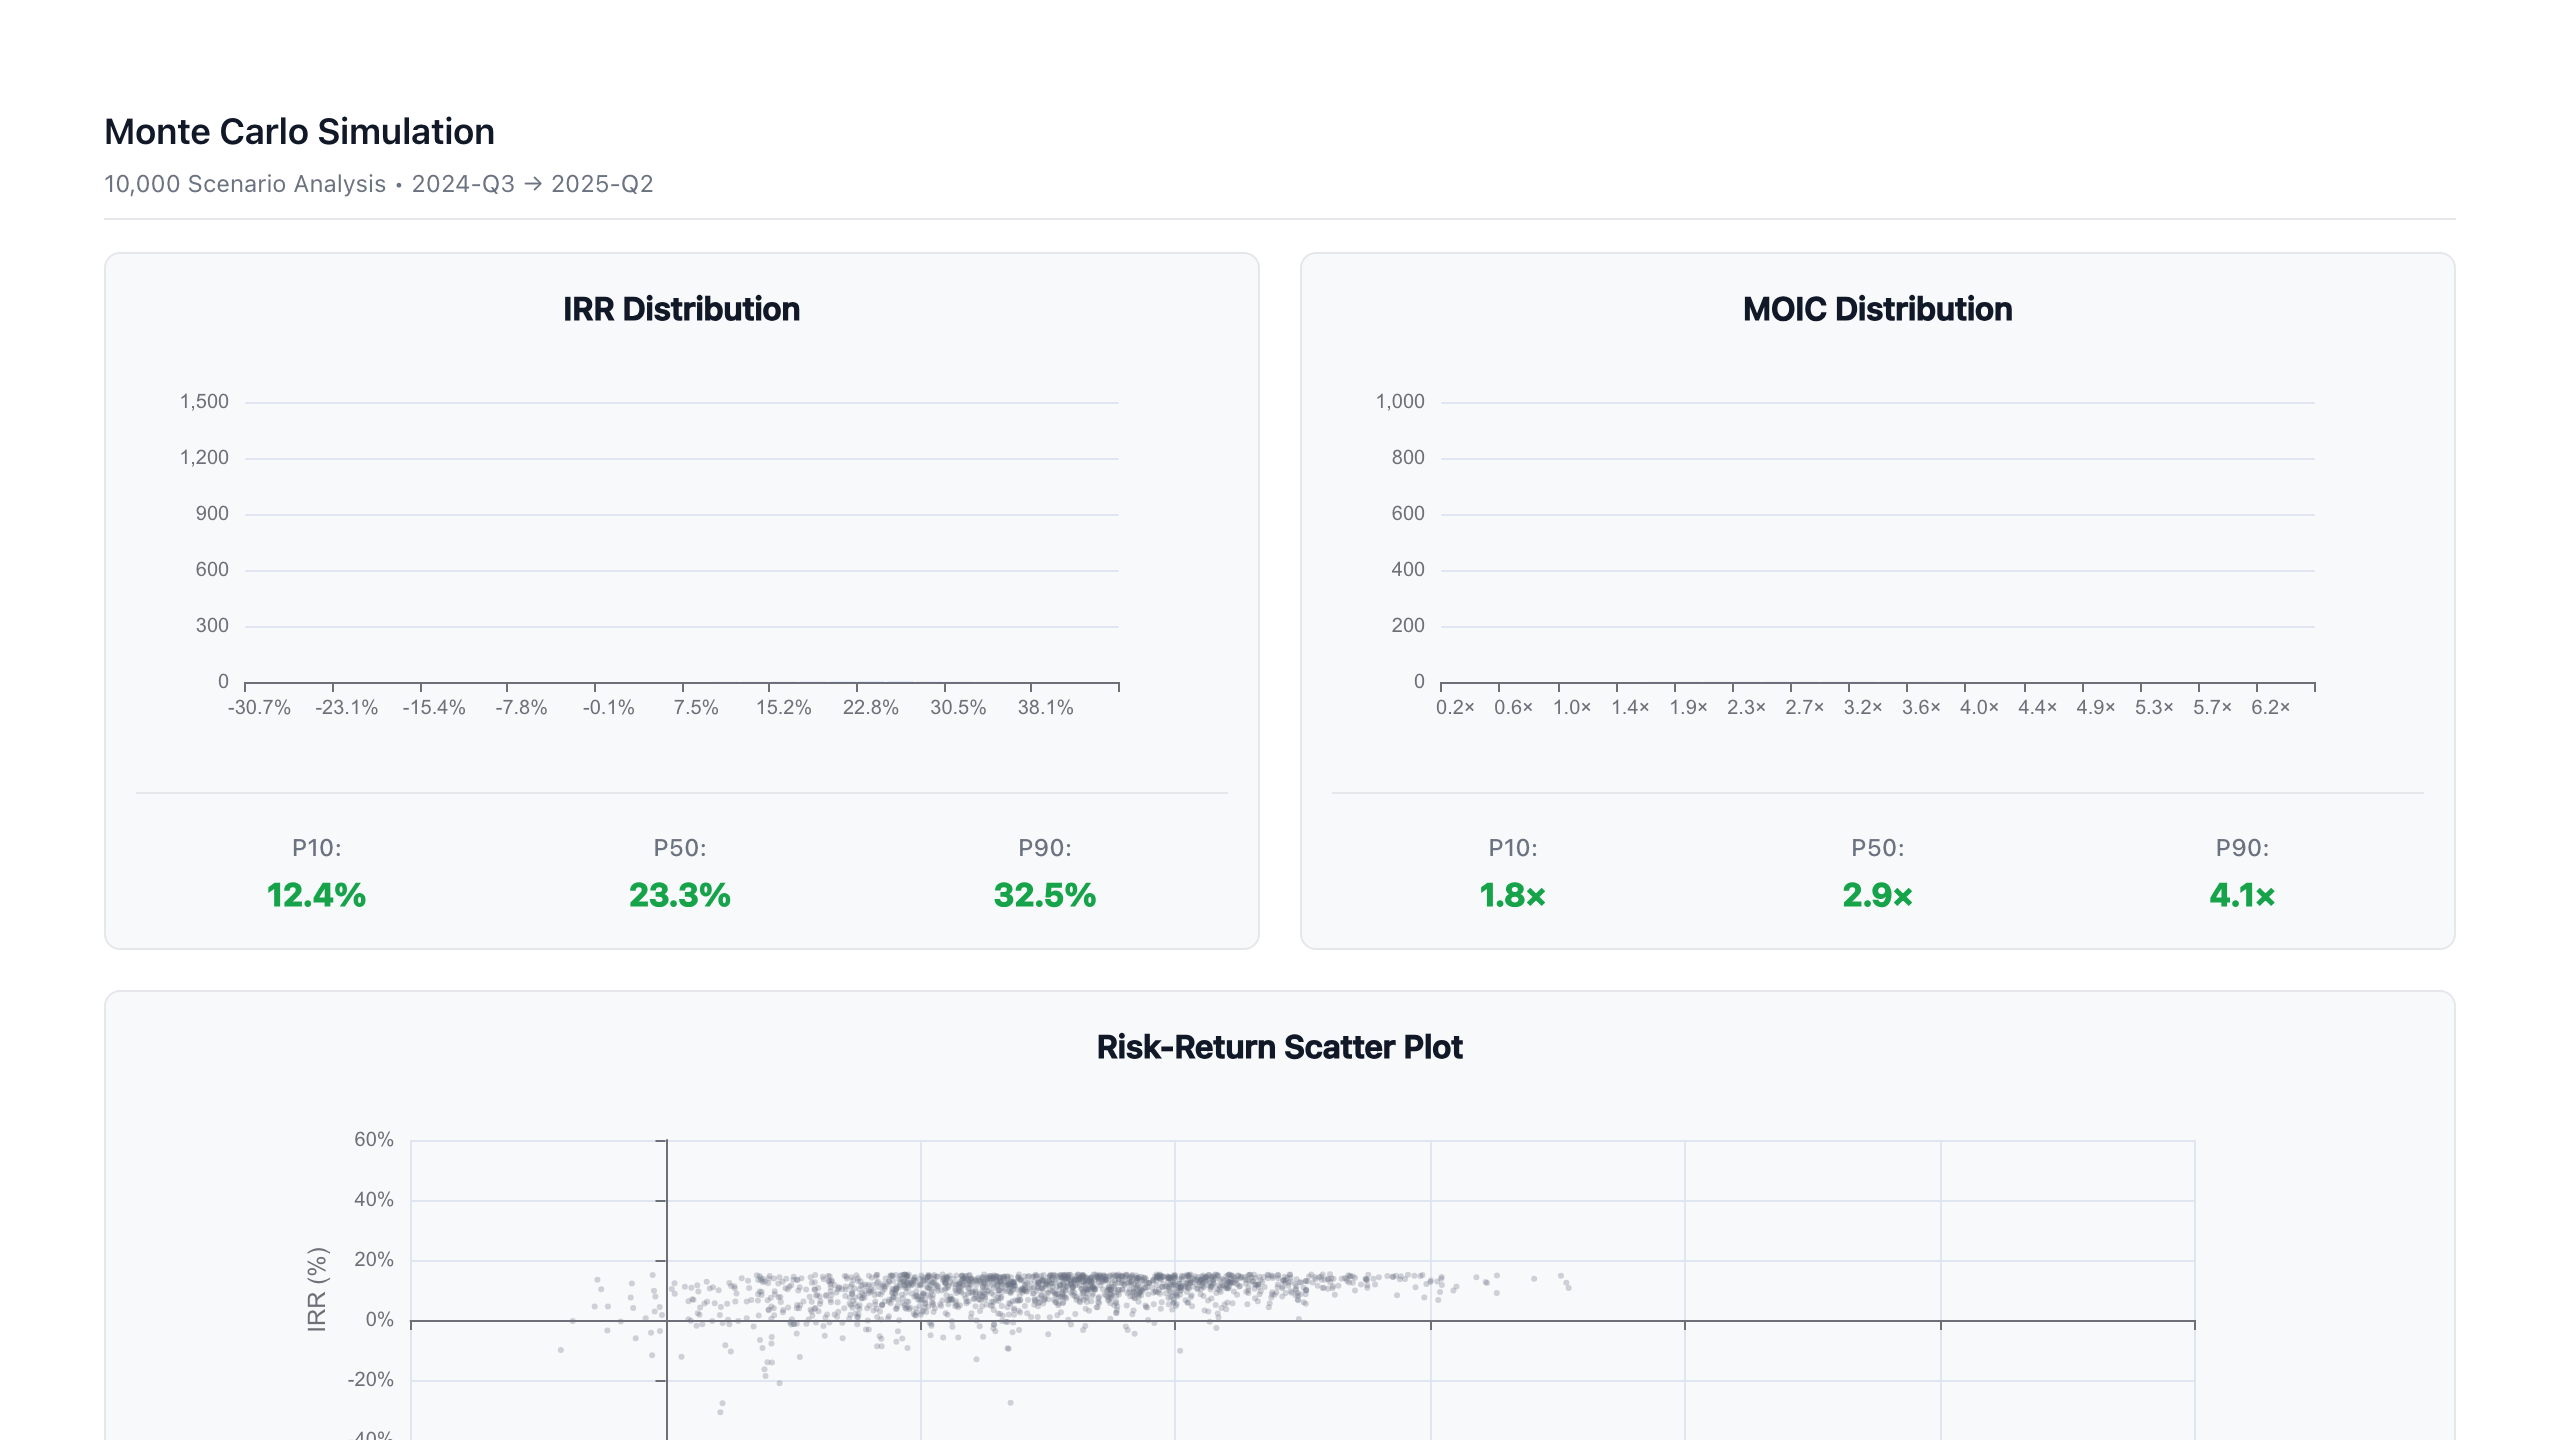 Monte Carlo Simulation
10,000 Scenario Analysis • 2024-Q3 → 2025-Q2
IRR Distribution
1,500
1,200
900
600
300
0
-30.7% -23.1% -15.4% -7.8% -0.1% 7.5% 15.2% 22.8% 30.5% 38.1%
P10: P50: P90:
12.4% 23.3% 32.5%
MOIC Distribution
1,000
800
600
400
200
0
0.2× 0.6× 1.0× 1.4× 1.9× 2.3× 2.7× 3.2× 3.6× 4.0× 4.4× 4.9× 5.3× 5.7× 6.2×
P10: P50: P90:
1.8× 2.9× 4.1×
Risk-Return Scatter Plot
IRR (%)
60%
40%
20%
0%
-20%
-40%